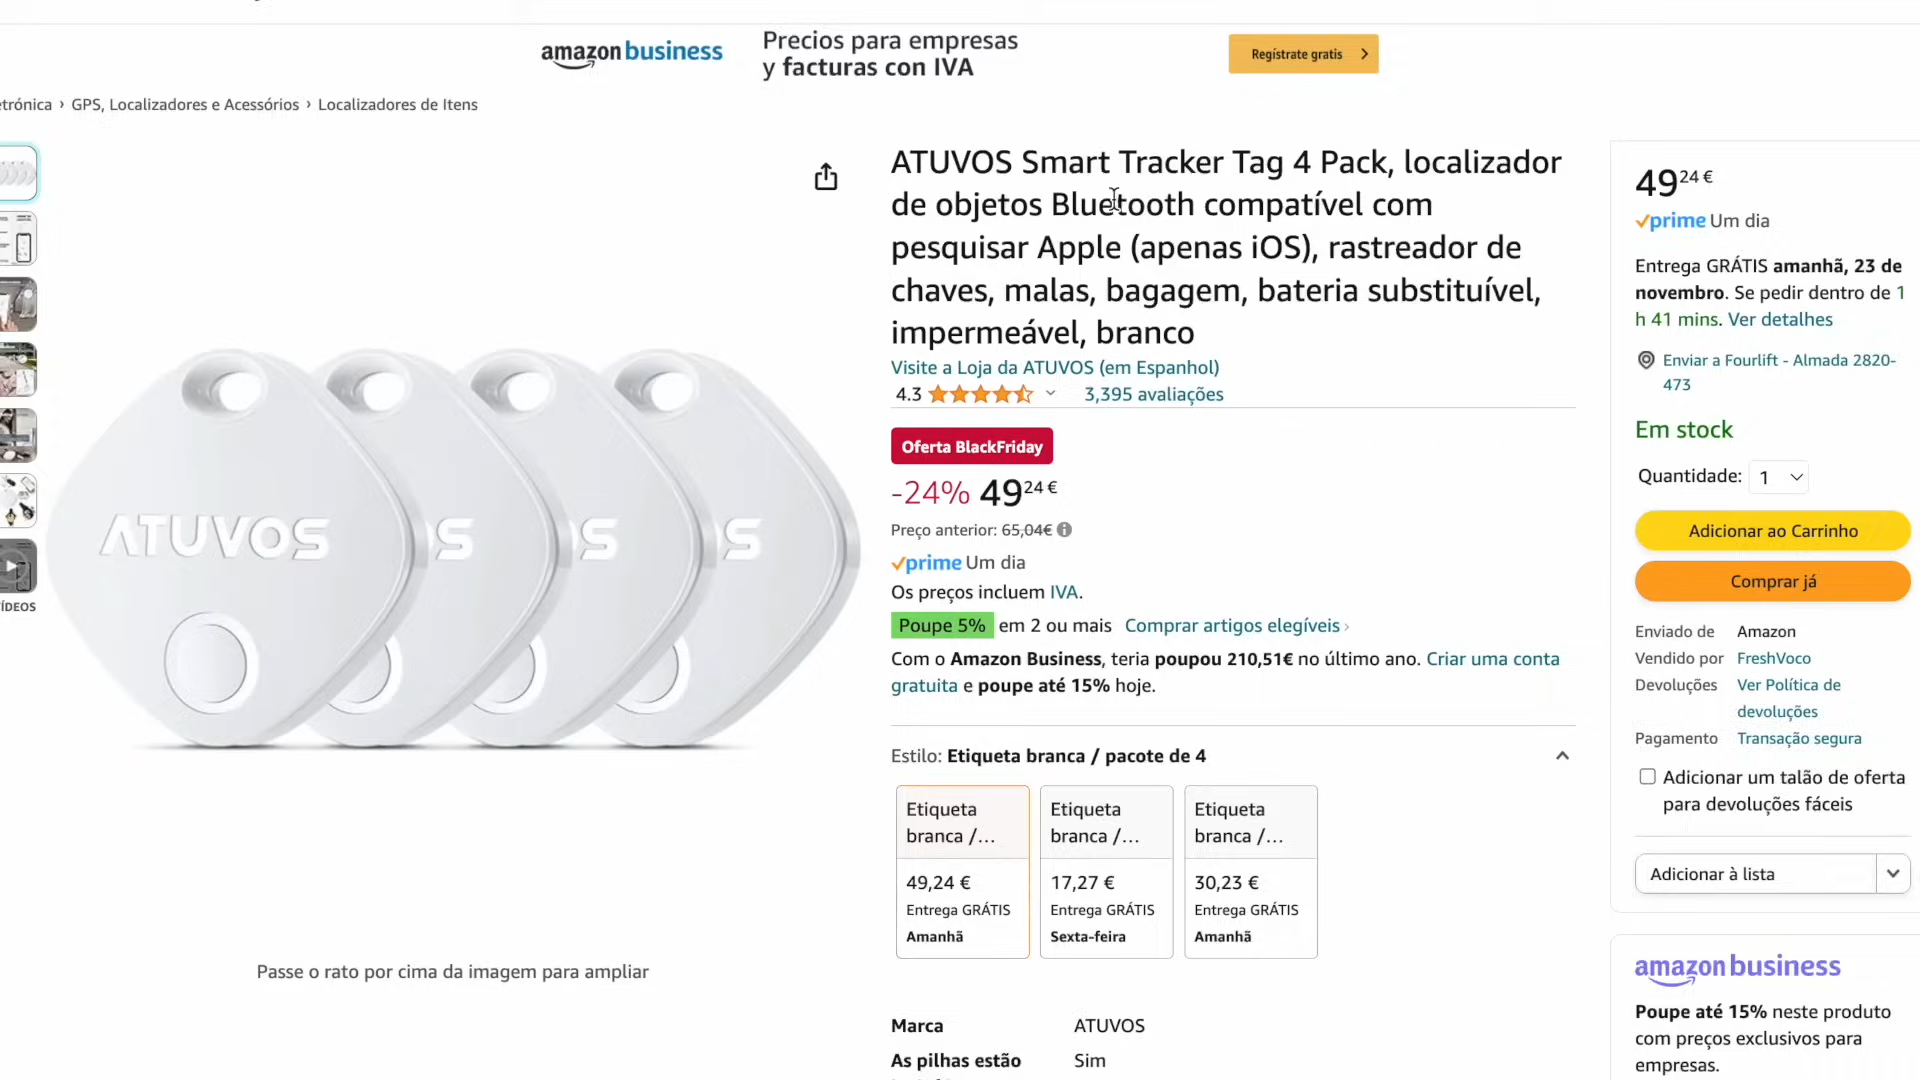 amazon business
Precios para empresas
y facturas con IVA
Regístrate gratis
trónica › GPS, Localizadores e Acessórios › Localizadores de Itens
ATUVOS Smart Tracker Tag 4 Pack, localizador
de objetos Bluetooth compatível com
pesquisar Apple (apenas iOS), rastreador de
chaves, malas, bagagem, bateria substituível,
impermeável, branco
Visite a Loja da ATUVOS (em Espanhol)
4.3 3,395 avaliações
Oferta BlackFriday
-24% 49 24 €
Preço anterior: 65,04€
prime Um dia
Os preços incluem IVA.
Poupe 5% em 2 ou mais Comprar artigos elegíveis ›
Com o Amazon Business, teria poupou 210,51€ no último ano. Criar uma conta
gratuita e poupe até 15% hoje.
Estilo: Etiqueta branca / pacote de 4
Etiqueta
branca /...
49,24 €
Entrega GRÁTIS
Amanhã
Etiqueta
branca /...
17,27 €
Entrega GRÁTIS
Sexta-feira
Etiqueta
branca /...
30,23 €
Entrega GRÁTIS
Amanhã
Marca ATUVOS
As pilhas estão Sim
ATUVOS
S
S
S
ÍDEOS
Passe o rato por cima da imagem para ampliar
49 24 €
prime Um dia
Entrega GRÁTIS amanhã, 23 de
novembro. Se pedir dentro de 1
h 41 mins. Ver detalhes
Enviar a Fourlift - Almada 2820-
473
Em stock
Quantidade: 1
Adicionar ao Carrinho
Comprar já
Enviado de Amazon
Vendido por FreshVoco
Devoluções Ver Política de
devoluções
Pagamento Transação segura
Adicionar um talão de oferta
para devoluções fáceis
Adicionar à lista
amazon business
Poupe até 15% neste produto
com preços exclusivos para
empresas.